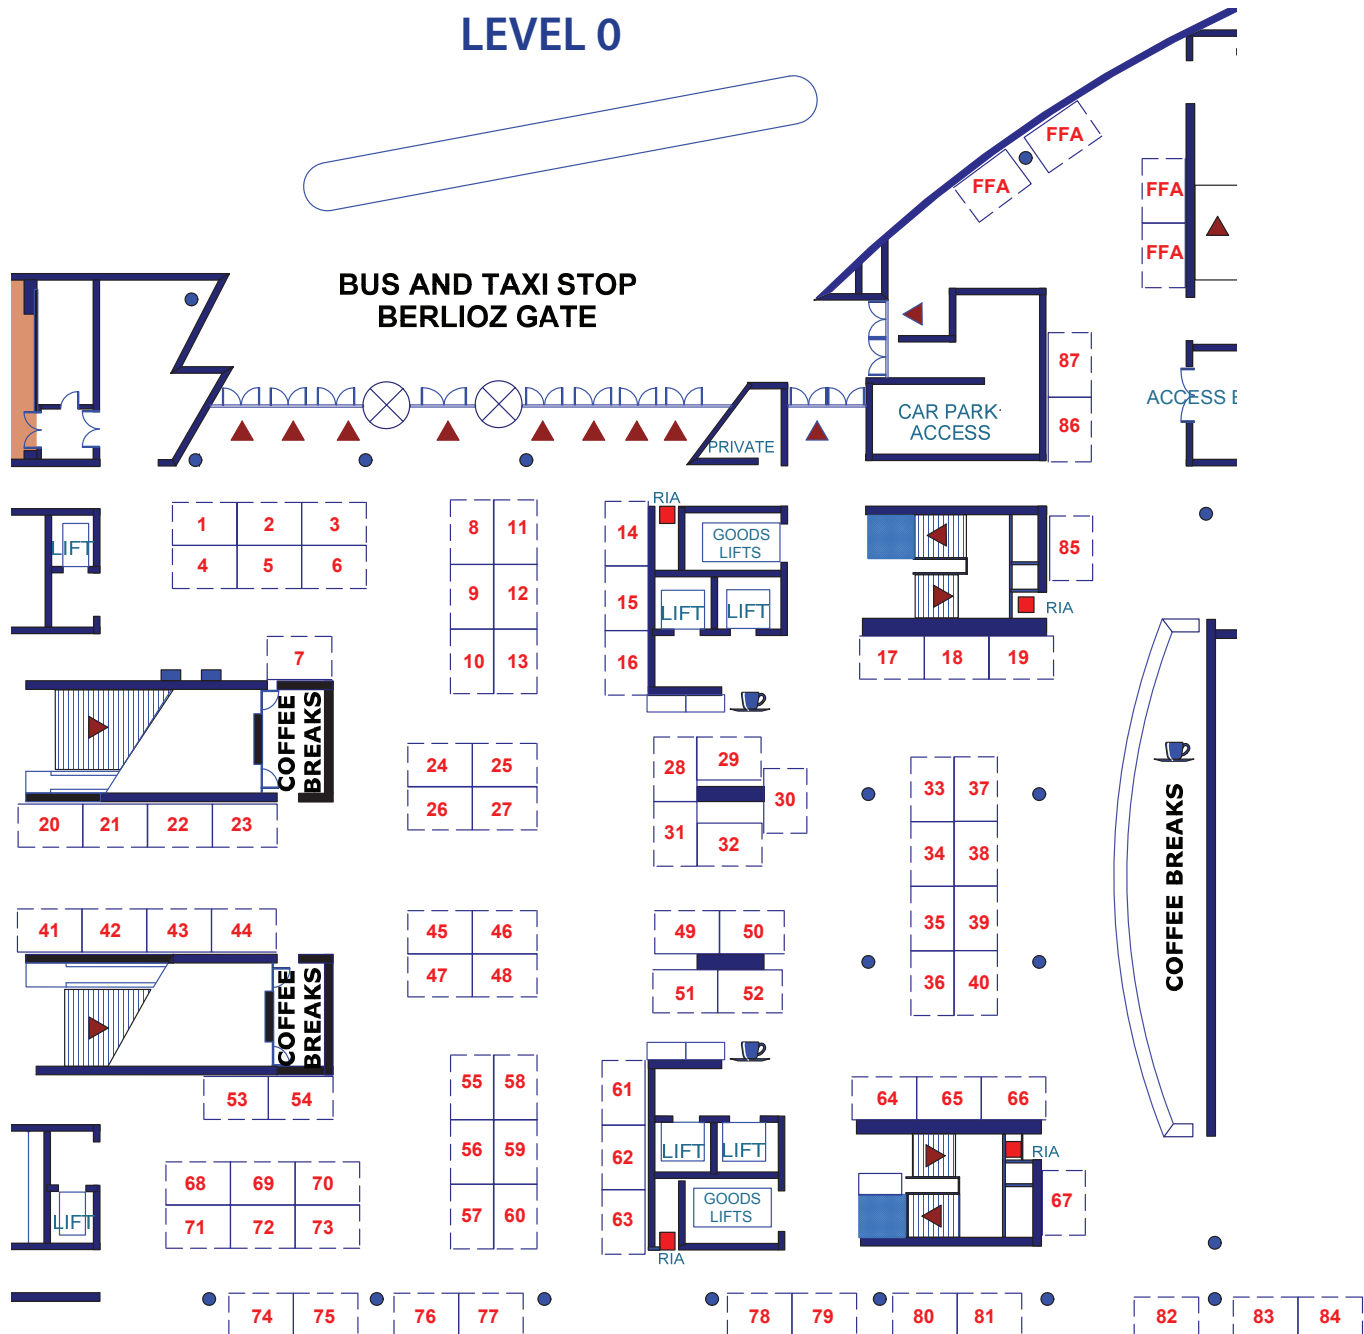 LEVEL 0
FFA
FFA
FFA
FFA
BUS AND TAXI STOP
BERLIOZ GATE
87
86
CAR PARK
ACCESS
ACCESS E
PRIVATE
LIFT
1 2 3
4 5 6
7
8 11
9 12
10 13
14
15
16
RIA
GOODS
LIFTS
LIFT LIFT
85
RIA
17 18 19
COFFEE
BREAKS
20 21 22 23
24 25
26 27
28 29
30
31 32
33 37
34 38
35 39
36 40
COFFEE BREAKS
41 42 43 44
45 46
47 48
49 50
51 52
COFFEE
BREAKS
53 54
55 58
56 59
57 60
61
62
63
LIFT LIFT
GOODS
LIFTS
RIA
64 65 66
RIA
67
68 69 70
71 72 73
LIFT
74 75
76 77
78 79
80 81
82
83 84